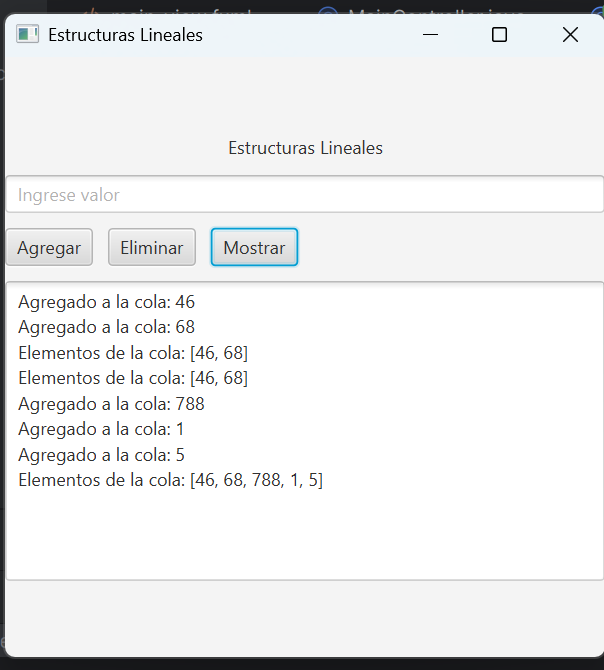 Estructuras Lineales
Estructuras Lineales
Ingrese valor
Agregar Eliminar Mostrar
Agregado a la cola: 46
Agregado a la cola: 68
Elementos de la cola: [46, 68]
Elementos de la cola: [46, 68]
Agregado a la cola: 788
Agregado a la cola: 1
Agregado a la cola: 5
Elementos de la cola: [46, 68, 788, 1, 5]